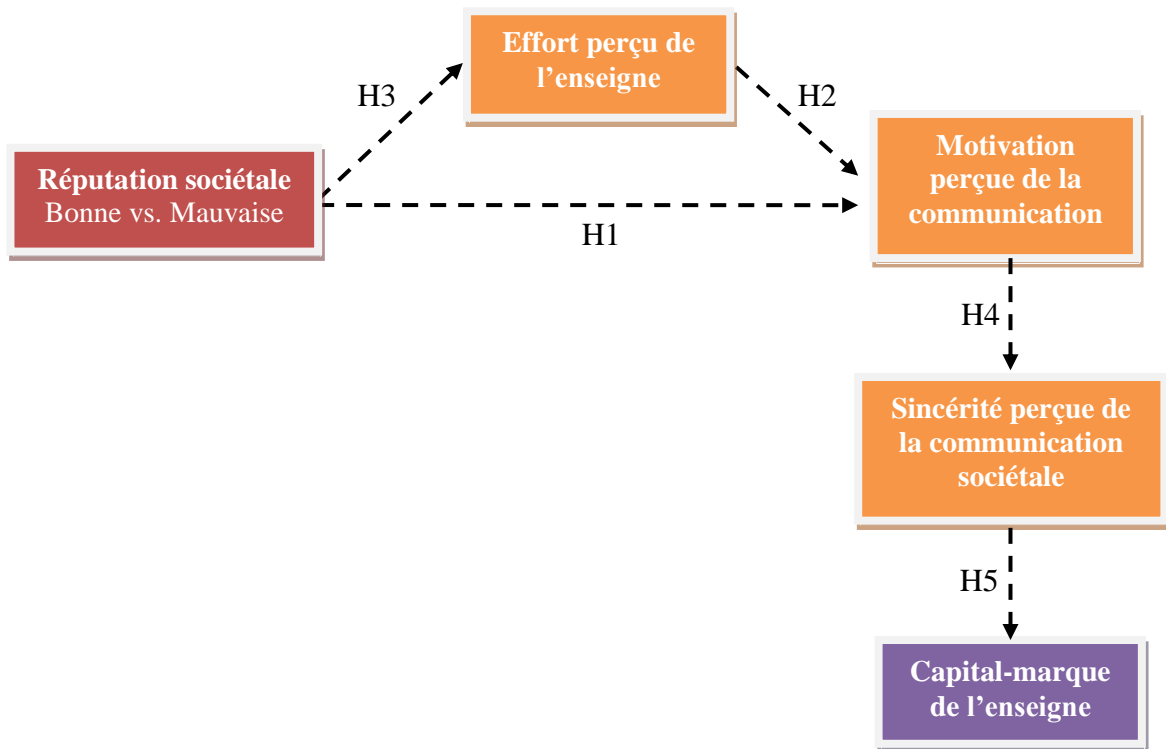 Effort perçu de
l’enseigne
H3
H2
Motivation
perçue de la
communication
Réputation sociétale
Bonne vs. Mauvaise
H1
H4
Sincérité perçue de
la communication
sociétale
H5
Capital-marque
de l’enseigne